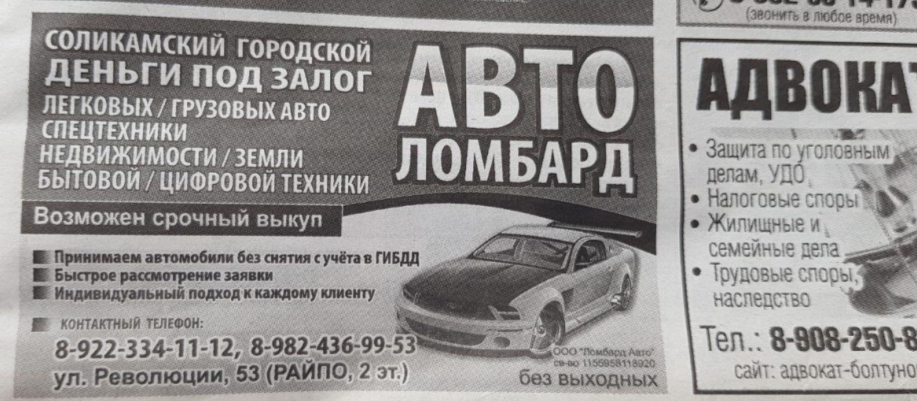 СОЛИКАМСКИЙ ГОРОДСКОЙ
АВТО
ЛОМБАРД
ДЕНЬГИ ПОД ЗАЛОГ
ЛЕГКОВЫХ / ГРУЗОВЫХ АВТО
СПЕЦТЕХНИКИ
НЕДВИЖИМОСТИ / ЗЕМЛИ
БЫТОВОЙ / ЦИФРОВОЙ ТЕХНИКИ
Возможен срочный выкуп
Принимаем автомобили без снятия с учёта в ГИБДД
Быстрое рассмотрение заявки
Индивидуальный подход к каждому клиенту
КОНТАКТНЫЙ ТЕЛЕФОН:
8-922-334-11-12, 8-982-436-99-53
ул. Революции, 53 (РАЙПО, 2 эт.)
ООО "Ломбард Авто"
св-во 1155958118920
без выходных
(звонить в любое время)
АДВОКАТ
• Защита по уголовным
делам, УДО
• Налоговые споры
• Жилищные и
семейные дела
• Трудовые споры,
наследство
Тел.: 8-908-250-8
сайт: адвокат-болтуно